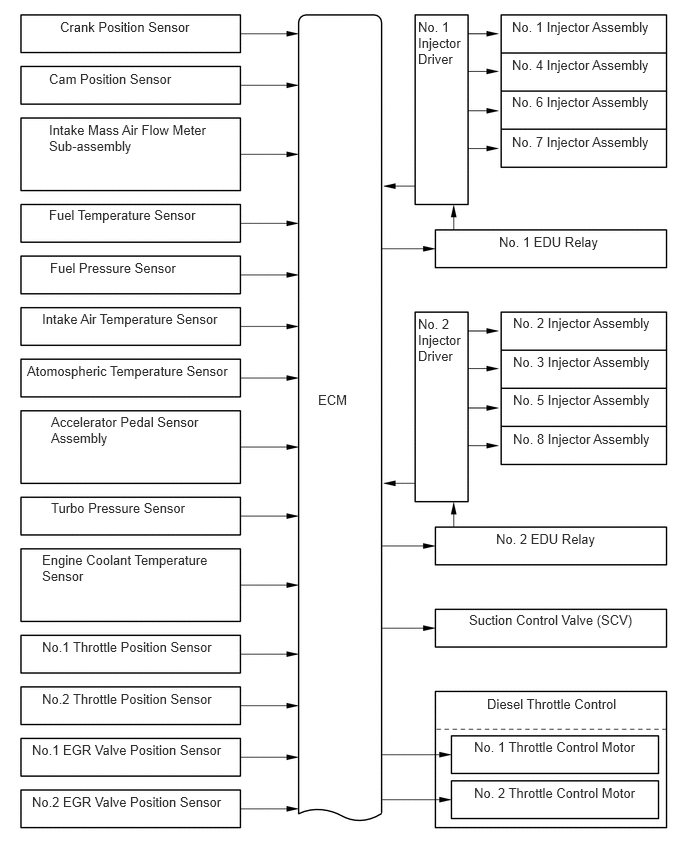 Crank Position Sensor
Cam Position Sensor
Intake Mass Air Flow Meter
Sub-assembly
Fuel Temperature Sensor
Fuel Pressure Sensor
Intake Air Temperature Sensor
Atomospheric Temperature Sensor
Accelerator Pedal Sensor
Assembly
Turbo Pressure Sensor
Engine Coolant Temperature
Sensor
No.1 Throttle Position Sensor
No.2 Throttle Position Sensor
No.1 EGR Valve Position Sensor
No.2 EGR Valve Position Sensor
ECM
No. 1
Injector
Driver
No. 1 Injector Assembly
No. 4 Injector Assembly
No. 6 Injector Assembly
No. 7 Injector Assembly
No. 1 EDU Relay
No. 2
Injector
Driver
No. 2 Injector Assembly
No. 3 Injector Assembly
No. 5 Injector Assembly
No. 8 Injector Assembly
No. 2 EDU Relay
Suction Control Valve (SCV)
Diesel Throttle Control
No. 1 Throttle Control Motor
No. 2 Throttle Control Motor